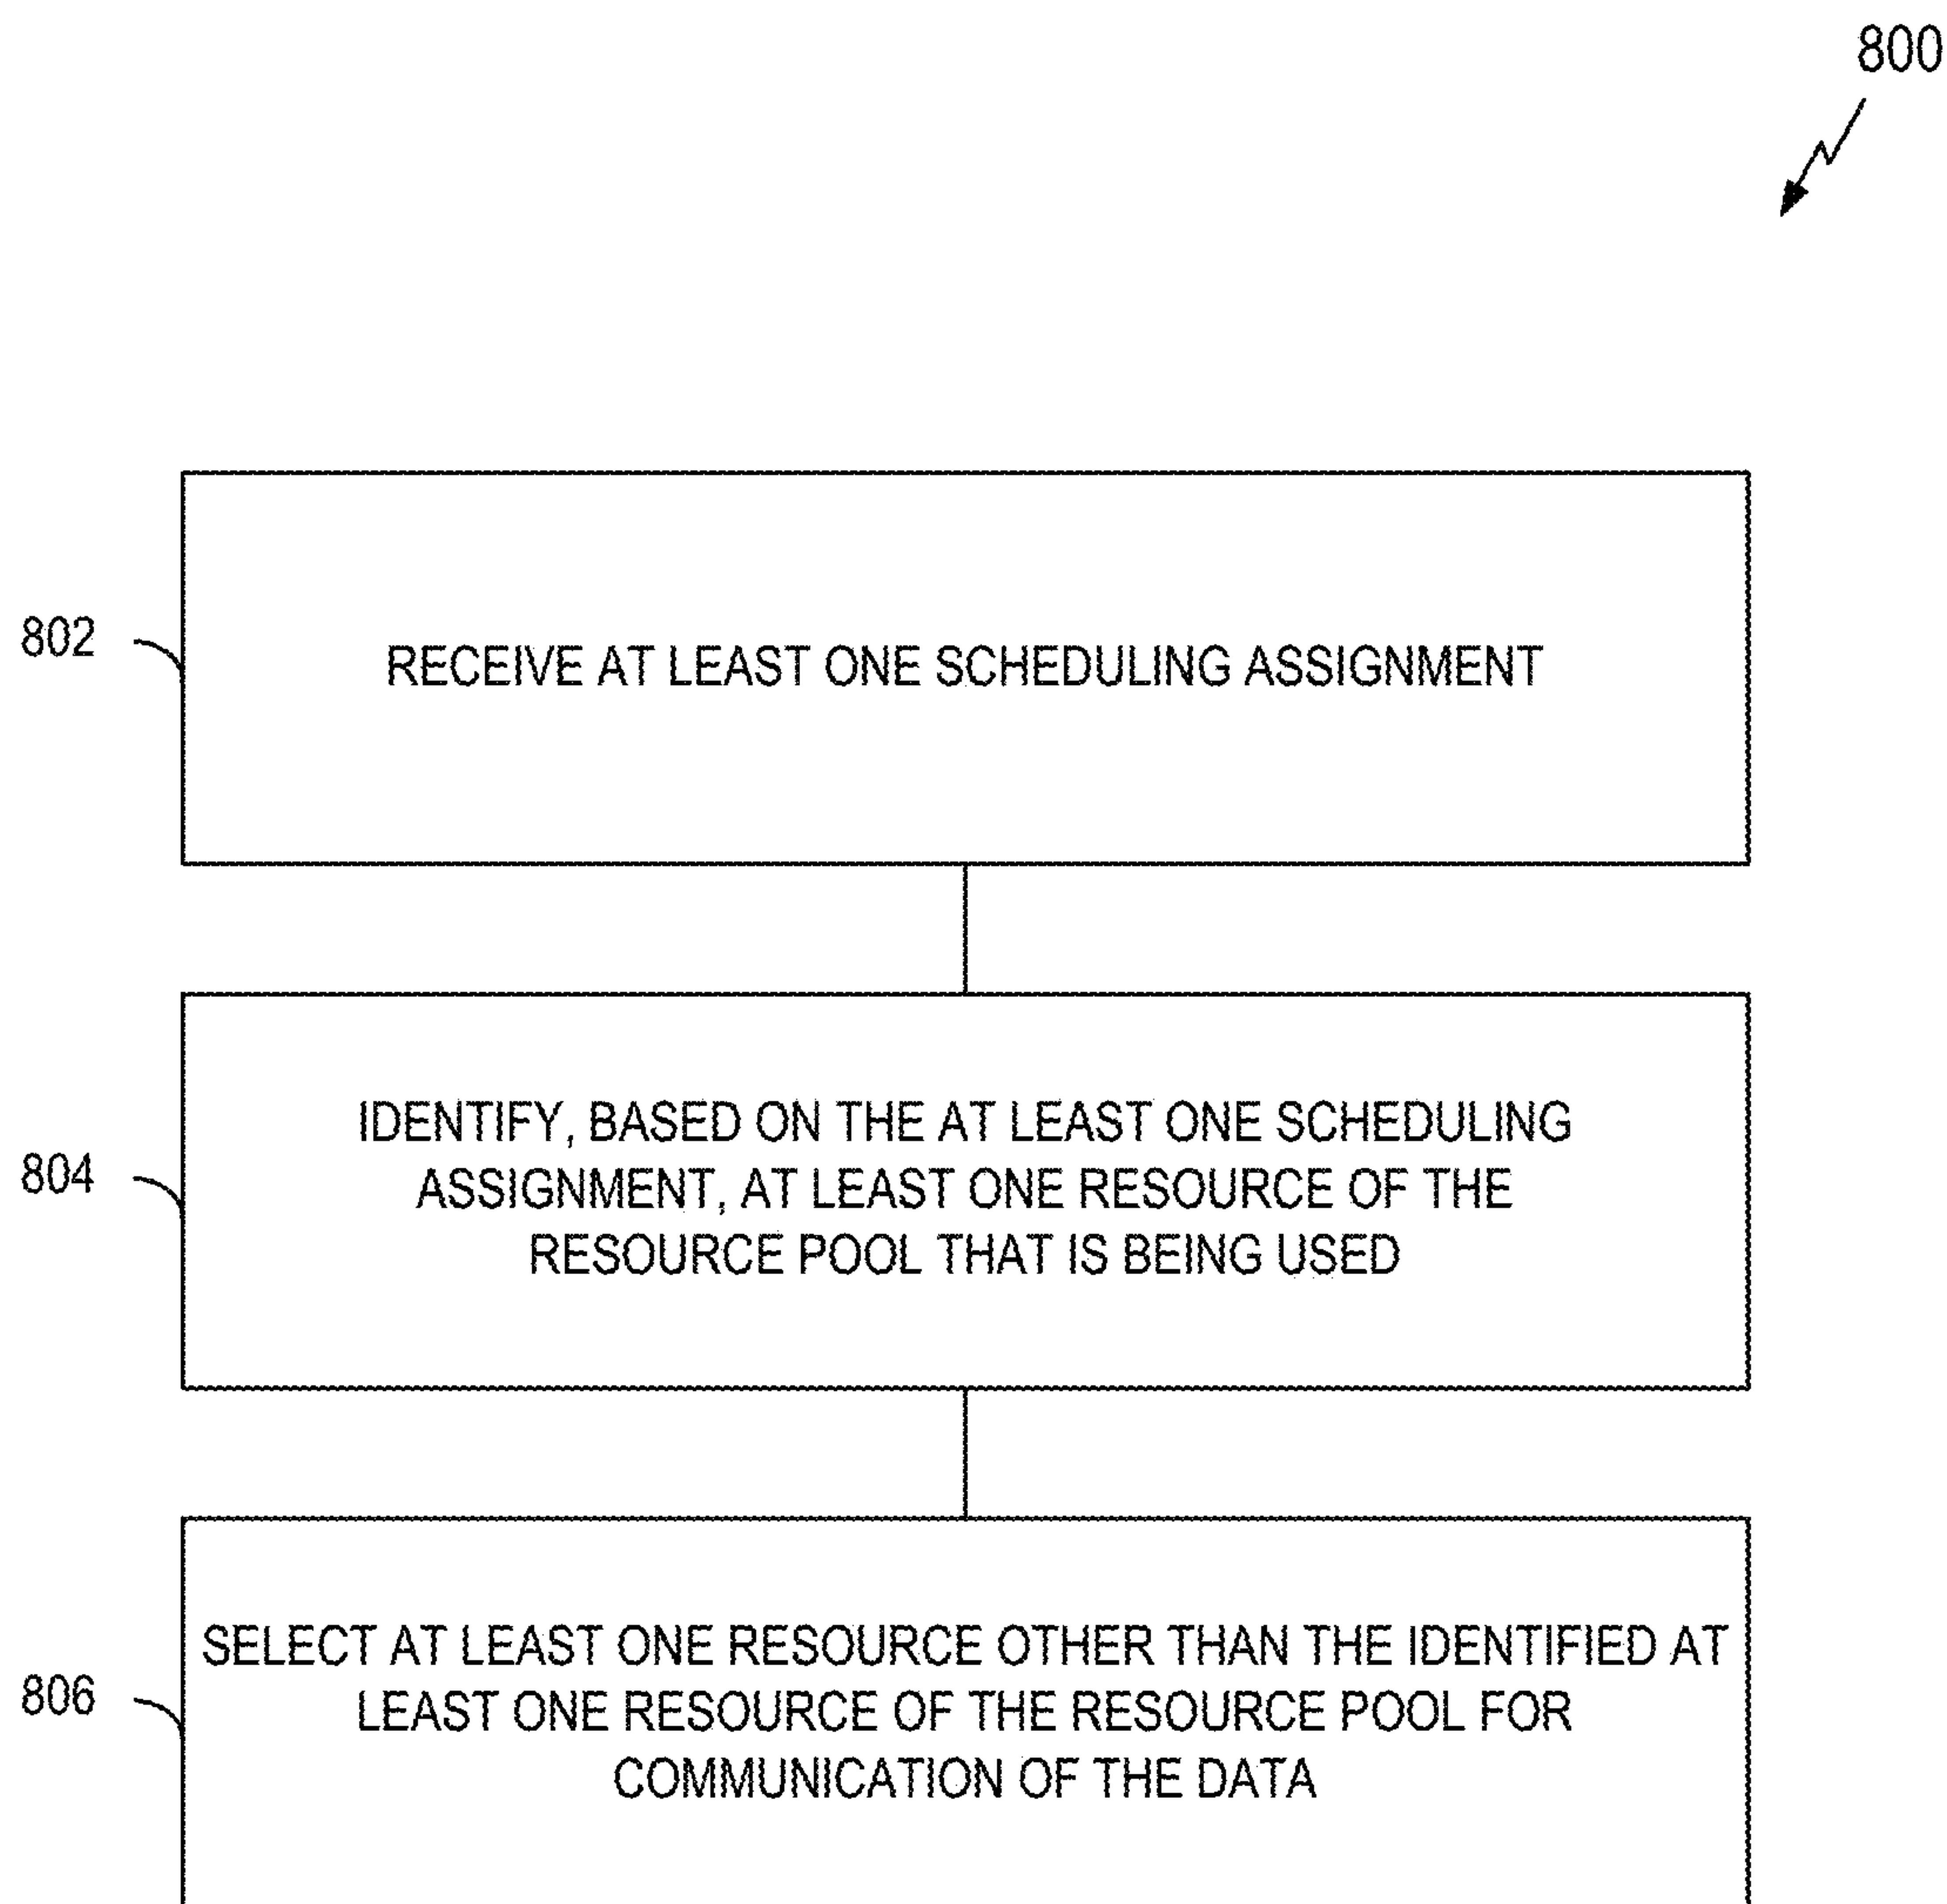 800
802
RECEIVE AT LEAST ONE SCHEDULING ASSIGNMENT
804
IDENTIFY, BASED ON THE AT LEAST ONE SCHEDULING
ASSIGNMENT, AT LEAST ONE RESOURCE OF THE
RESOURCE POOL THAT IS BEING USED
806
SELECT AT LEAST ONE RESOURCE OTHER THAN THE IDENTIFIED AT
LEAST ONE RESOURCE OF THE RESOURCE POOL FOR
COMMUNICATION OF THE DATA